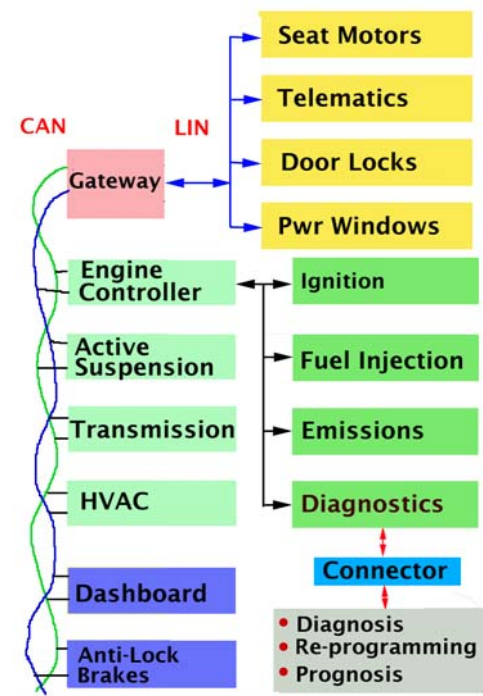 Seat Motors
Telematics
CAN
LIN
Gateway
Door Locks
Pwr Windows
Engine
Controller
Ignition
Active
Suspension
Fuel Injection
Transmission
Emissions
HVAC
Diagnostics
Connector
Dashboard
• Diagnosis
• Re-programming
• Prognosis
Anti-Lock
Brakes